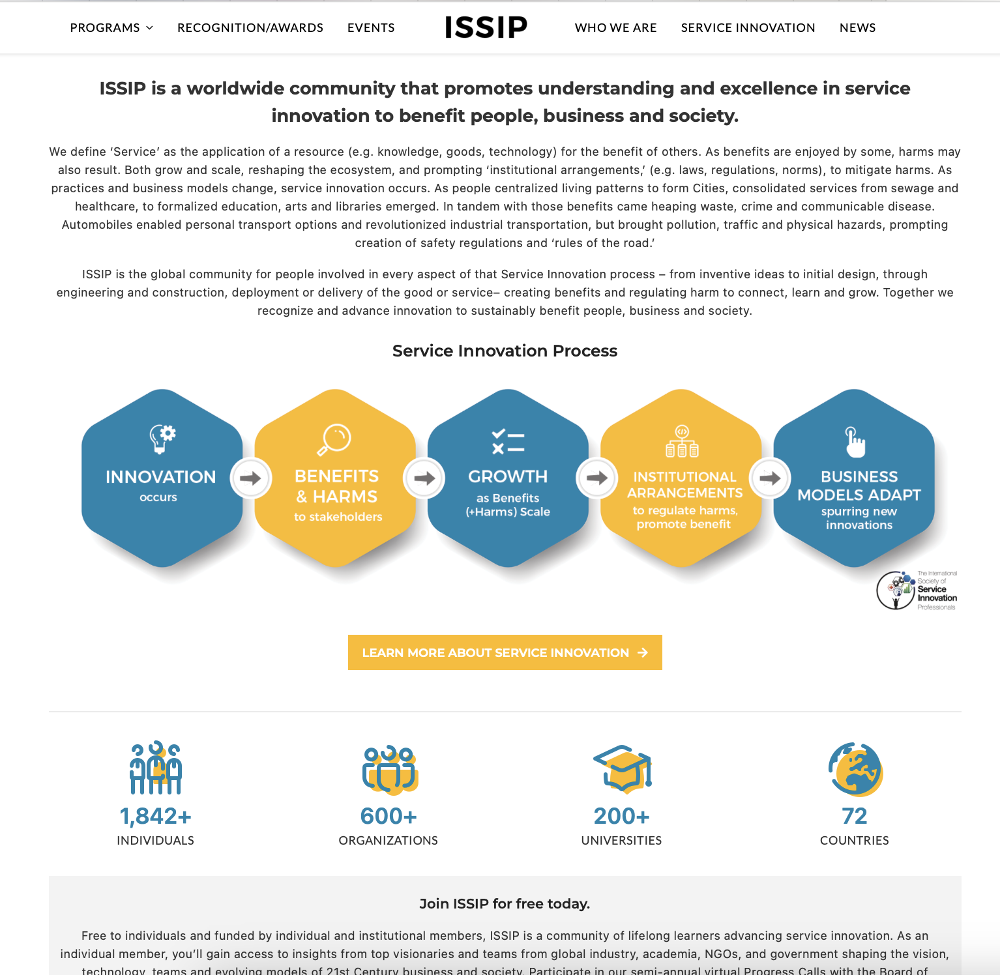 PROGRAMS
RECOGNITION/AWARDS
EVENTS
ISSIP
WHO WE ARE
SERVICE INNOVATION
NEWS
ISSIP is a worldwide community that promotes understanding and excellence in service
innovation to benefit people, business and society.
We define ‘Service’ as the application of a resource (e.g. knowledge, goods, technology) for the benefit of others. As benefits are enjoyed by some, harms may
also result. Both grow and scale, reshaping the ecosystem, and prompting ‘institutional arrangements,’ (e.g. laws, regulations, norms), to mitigate harms. As
practices and business models change, service innovation occurs. As people centralized living patterns to form Cities, consolidated services from sewage and
healthcare, to formalized education, arts and libraries emerged. In tandem with those benefits came heaping waste, crime and communicable disease.
Automobiles enabled personal transport options and revolutionized industrial transportation, but brought pollution, traffic and physical hazards, prompting
creation of safety regulations and ‘rules of the road.’
ISSIP is the global community for people involved in every aspect of that Service Innovation process – from inventive ideas to initial design, through
engineering and construction, deployment or delivery of the good or service– creating benefits and regulating harm to connect, learn and grow. Together we
recognize and advance innovation to sustainably benefit people, business and society.
Service Innovation Process
INNOVATION
occurs
BENEFITS
& HARMS
to stakeholders
GROWTH
as Benefits
(+Harms) Scale
INSTITUTIONAL
ARRANGEMENTS
to regulate harms,
promote benefit
BUSINESS
MODELS ADAPT
spurring new
innovations
The International
Society of
Service
Innovation
Professionals
LEARN MORE ABOUT SERVICE INNOVATION
1,842+
INDIVIDUALS
600+
ORGANIZATIONS
200+
UNIVERSITIES
72
COUNTRIES
Join ISSIP for free today.
Free to individuals and funded by individual and institutional members, ISSIP is a community of lifelong learners advancing service innovation. As an
individual member, you’ll gain access to insights from top visionaries and teams from global industry, academia, NGOs, and government shaping the vision,
technology, teams and evolving models of 21st Century business and society. Participate in our semi-annual virtual Progress Calls with the Board of